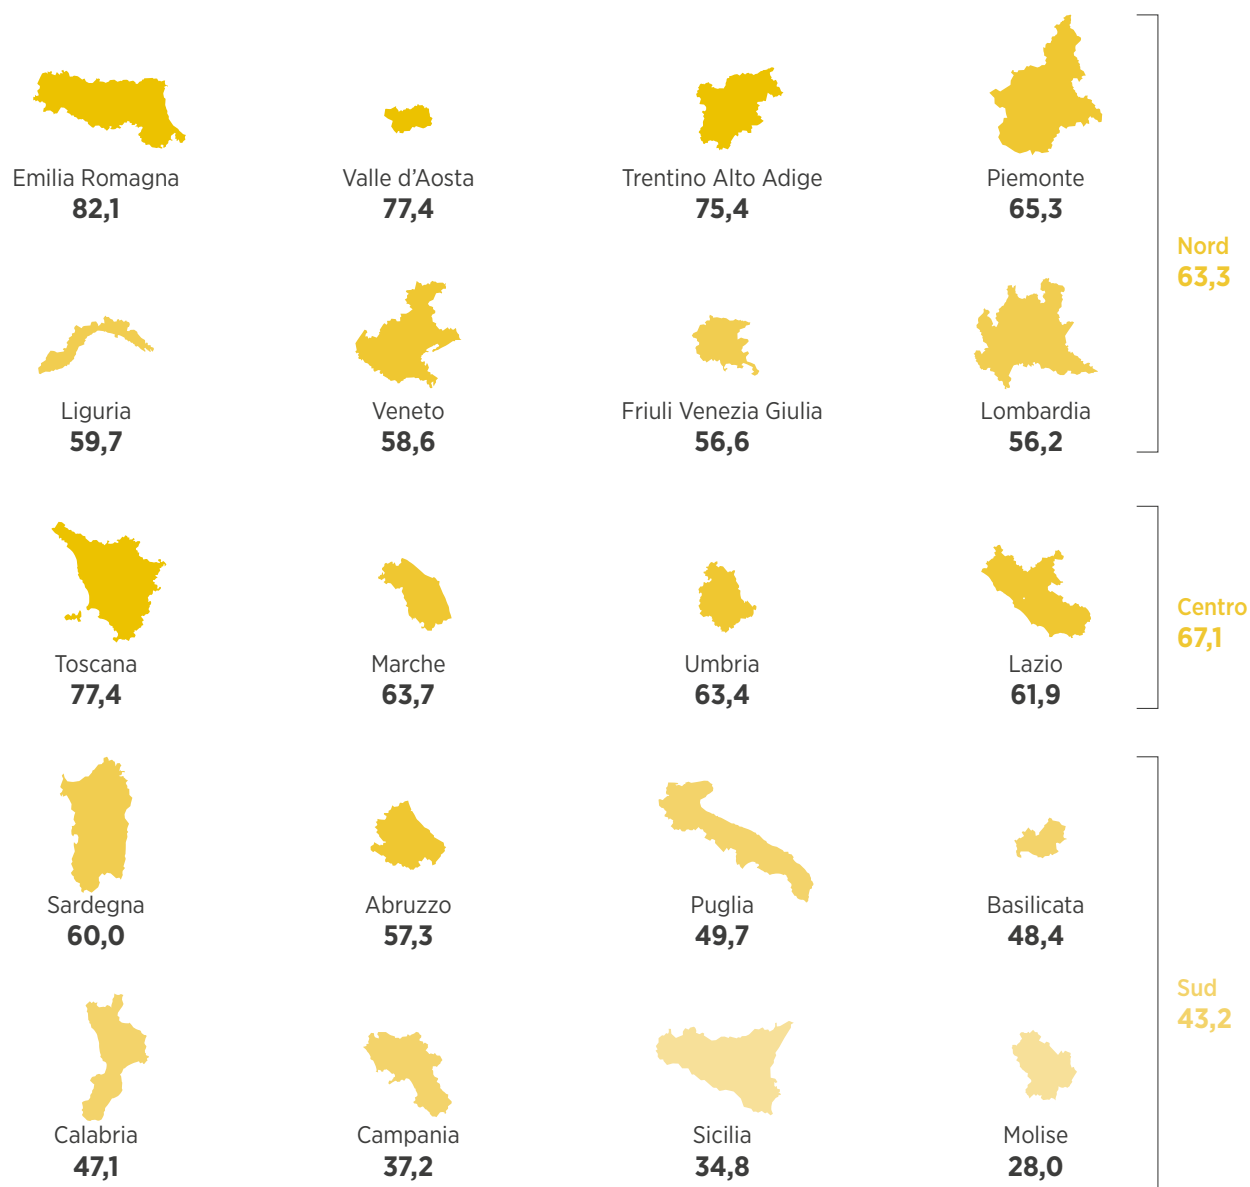 Emilia Romagna
82,1
Valle d’Aosta
77,4
Trentino Alto Adige
75,4
Piemonte
65,3
Nord
63,3
Liguria
59,7
Veneto
58,6
Friuli Venezia Giulia
56,6
Lombardia
56,2
Toscana
77,4
Marche
63,7
Umbria
63,4
Lazio
61,9
Centro
67,1
Sardegna
60,0
Abruzzo
57,3
Puglia
49,7
Basilicata
48,4
Sud
43,2
Calabria
47,1
Campania
37,2
Sicilia
34,8
Molise
28,0